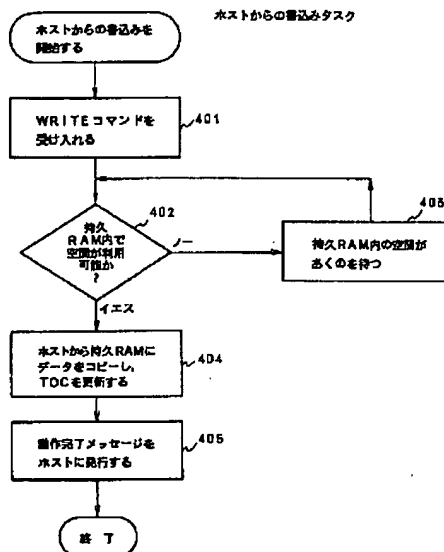 ホストからの書込みタスク
ホストからの書込みを
開始する
WRITEコマンドを
受け入れる
401
402
持久
RAM内で
空間が利用
可能か
?
ノー
403
持久RAM内の空間が
あくのを待つ
イエス
ホストから持久RAMに
データをコピーし、
TOCを更新する
404
動作完了メッセージを
ホストに発行する
405
終了